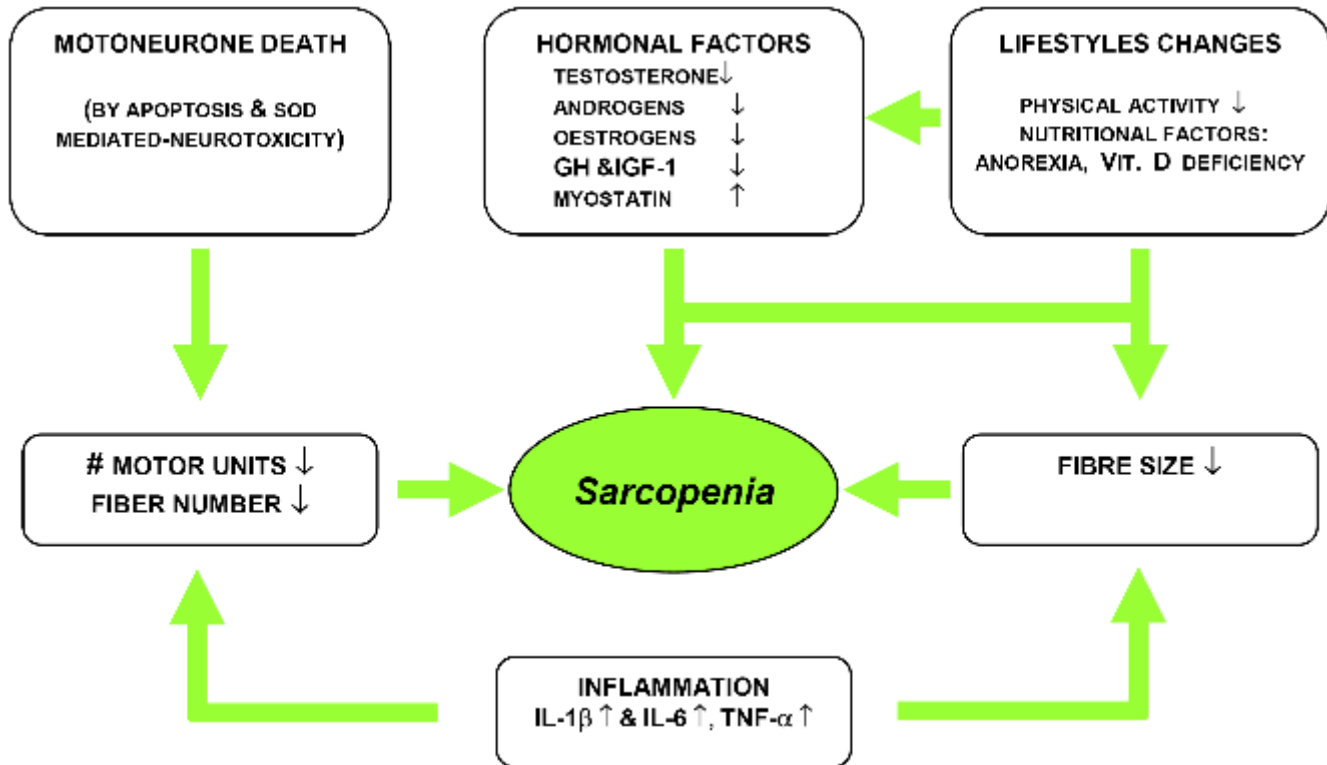 MOTONEURONE DEATH
(BY APOPTOSIS & SOD
MEDIATED-NEUROTOXICITY)
HORMONAL FACTORS
TESTOSTERONE↓
ANDROGENS ↓
OESTROGENS ↓
GH &IGF-1 ↓
MYOSTATIN ↑
LIFESTYLES CHANGES
PHYSICAL ACTIVITY ↓
NUTRITIONAL FACTORS:
ANOREXIA, VIT. D DEFICIENCY
# MOTOR UNITS ↓
FIBER NUMBER ↓
Sarcopenia
FIBRE SIZE ↓
INFLAMMATION
IL-1β ↑ & IL-6 ↑, TNF-α ↑